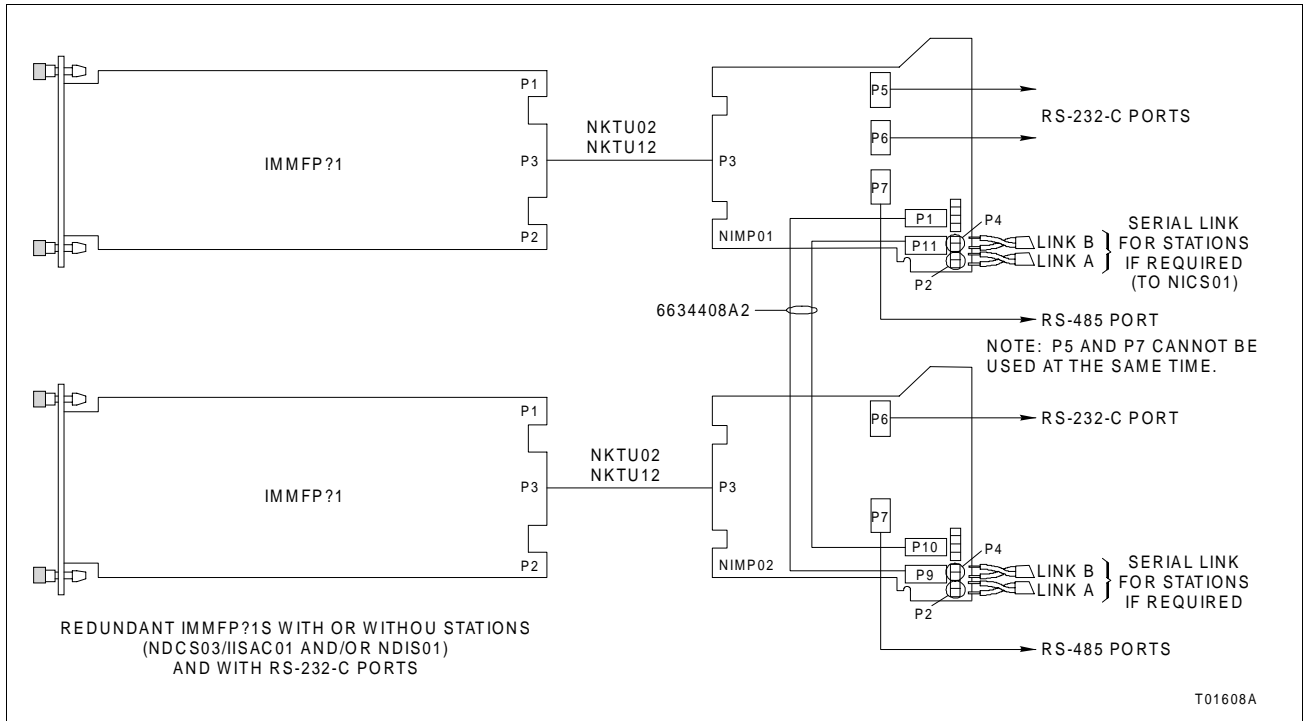 P1
P3
P2
IMMFP?1
NKTU02
NKTU12
P3
P5
P6
P7
P1
P11
P4
P2
NIMP01
RS-232-C PORTS
LINK B
LINK A
SERIAL LINK
FOR STATIONS
IF REQUIRED
(TO NICS01)
6634408A2
RS-485 PORT
NOTE: P5 AND P7 CANNOT BE
USED AT THE SAME TIME.
P1
P3
P2
IMMFP?1
NKTU02
NKTU12
P3
P6
P7
P10
P9
P4
P2
NIMP02
RS-232-C PORT
LINK B
LINK A
SERIAL LINK
FOR STATIONS
IF REQUIRED
RS-485 PORTS
REDUNDANT IMMFP?1S WITH OR WITHOU STATIONS
(NDCS03/IISAC01 AND/OR NDIS01)
AND WITH RS-232-C PORTS
T01608A